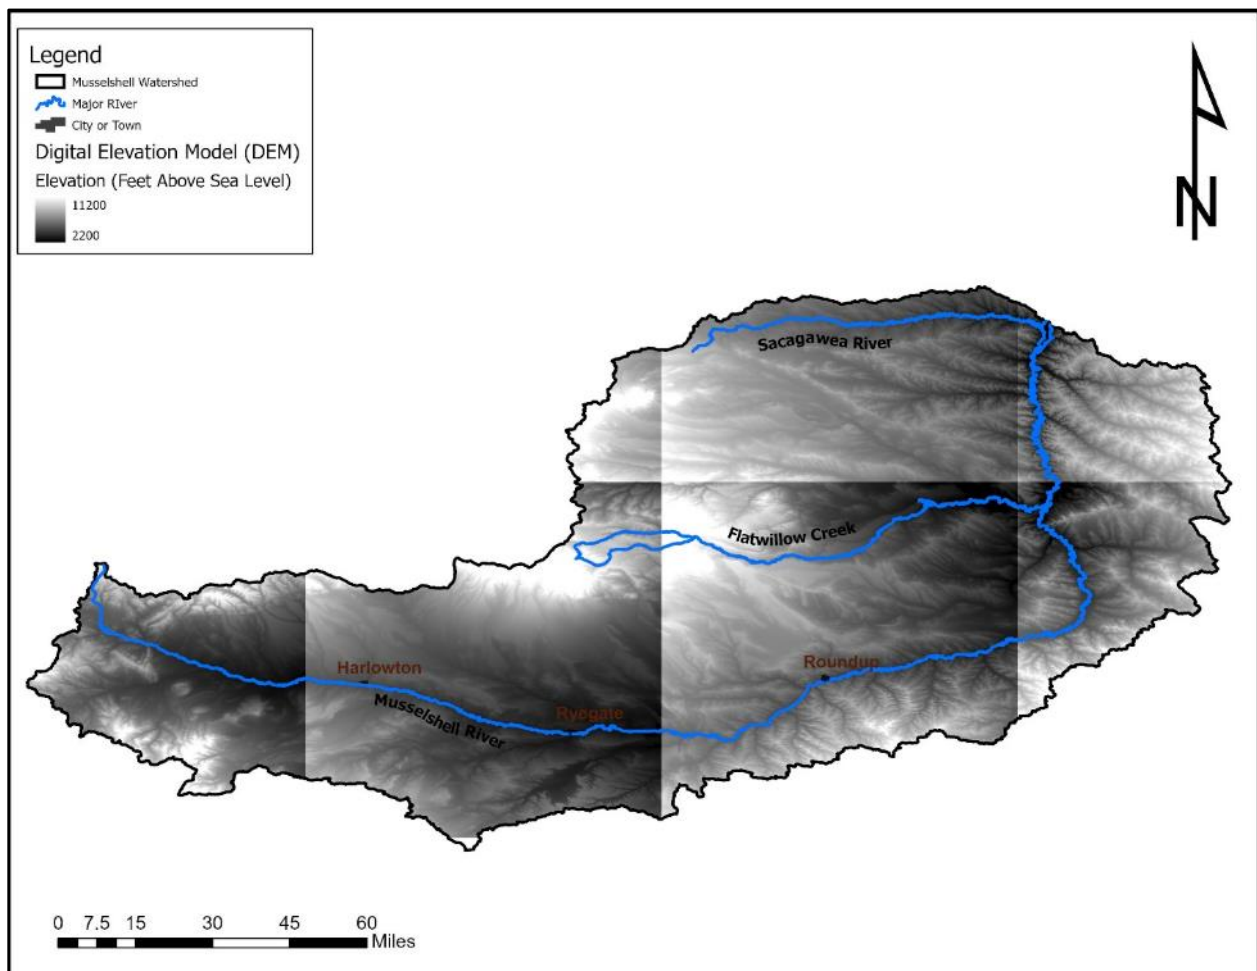 Legend
Musselshell Watershed
Major RIver
City or Town
Digital Elevation Model (DEM)
Elevation (Feet Above Sea Level)
11200
2200
N
Sacagawea River
Flatwillow Creek
Harlowton
Roundup
Musselshell River
Ryegate
0 7.5 15 30 45 60
Miles